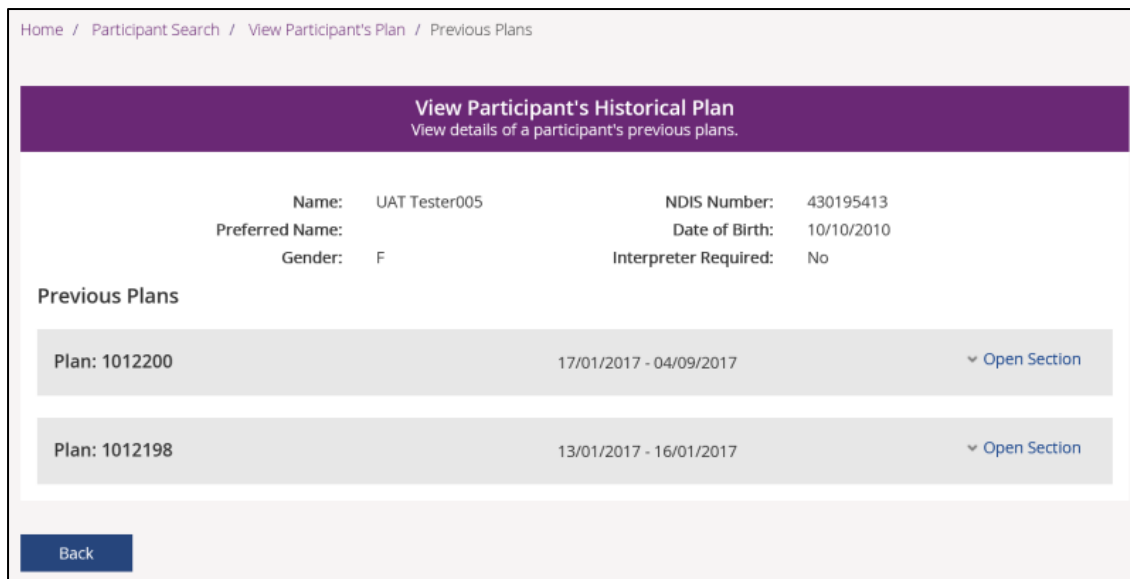 Home / Participant Search / View Participant's Plan / Previous Plans
View Participant's Historical Plan
View details of a participant's previous plans.
Name: UAT Tester005 NDIS Number: 430195413
Preferred Name: Date of Birth: 10/10/2010
Gender: F Interpreter Required: No
Previous Plans
Plan: 1012200 17/01/2017 - 04/09/2017 Open Section
Plan: 1012198 13/01/2017 - 16/01/2017 Open Section
Back